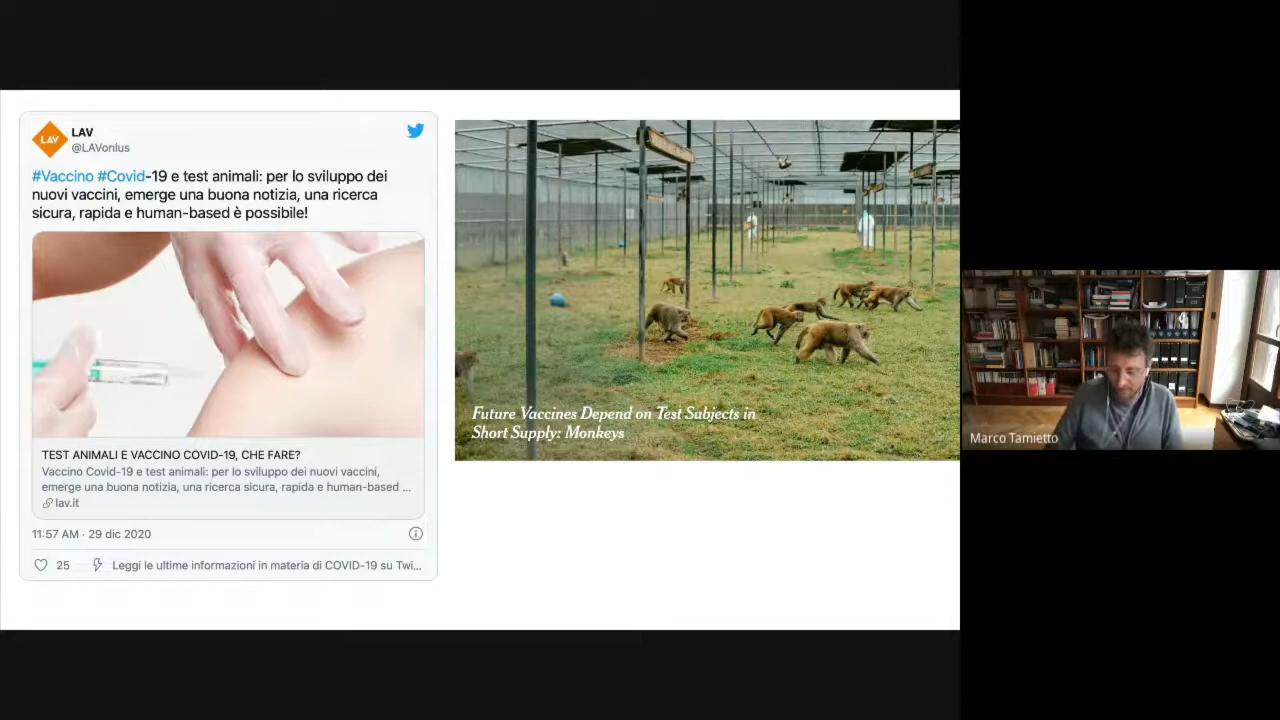 LAV
LAV
@LAVonlus
#Vaccino #Covid-19 e test animali: per lo sviluppo dei
nuovi vaccini, emerge una buona notizia, una ricerca
sicura, rapida e human-based è possibile!
TEST ANIMALI E VACCINO COVID-19, CHE FARE?
Vaccino Covid-19 e test animali: per lo sviluppo dei nuovi vaccini,
emerge una buona notizia, una ricerca sicura, rapida e human-based ...
lav.it
11:57 AM · 29 dic 2020
25
Leggi le ultime informazioni in materia di COVID-19 su Twi...
Future Vaccines Depend on Test Subjects in
Short Supply: Monkeys
Marco Tamietto